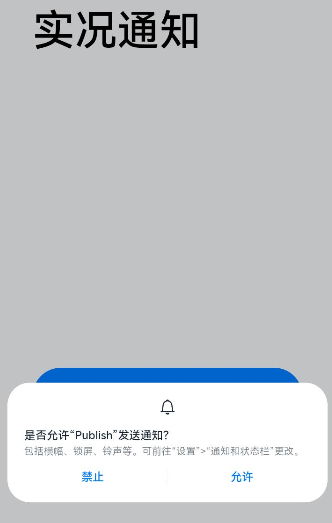 实况通知
是否允许“Publish”发送通知?
包括横幅、锁屏、铃声等。可前往“设置”>“通知和状态栏”更改。
禁止 允许